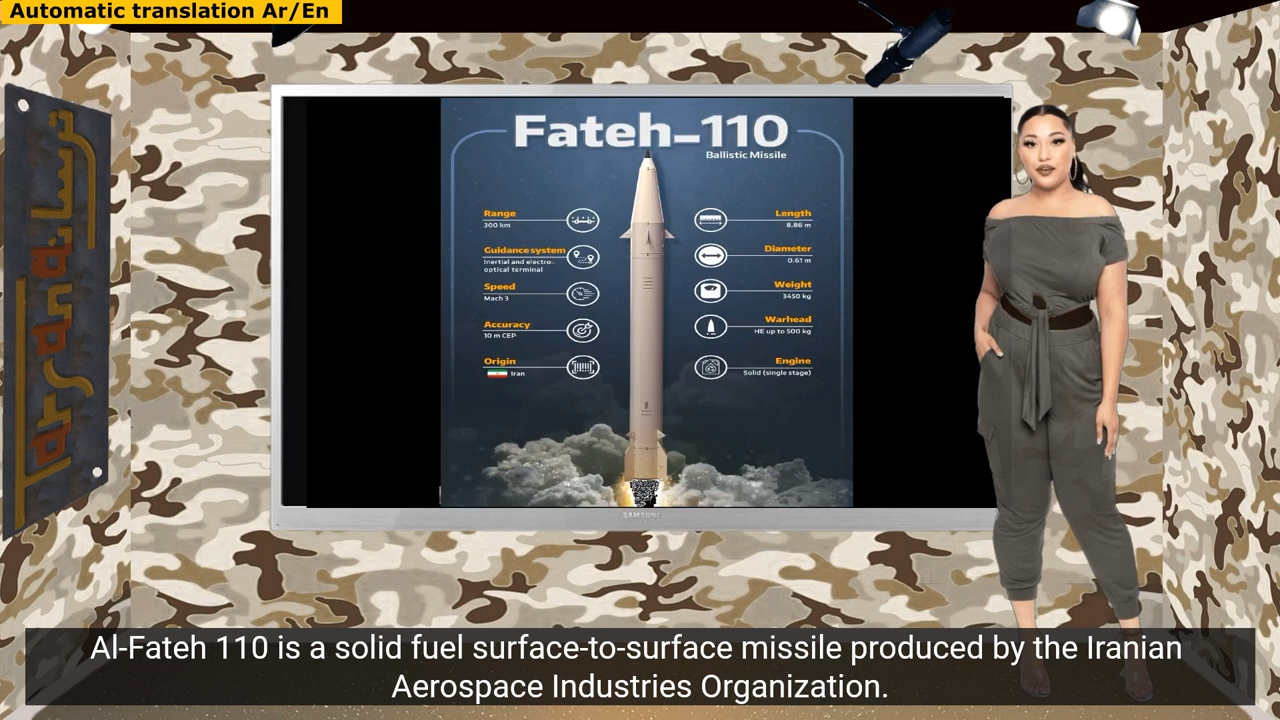 Automatic translation Ar/En
ترسانة
arsana
Fateh-110
Ballistic Missile
Range
300 km
Guidance system
Inertial and electro-
optical terminal
Speed
Mach 3
Accuracy
10 m CEP
Origin
Iran
Length
8.86 m
Diameter
0.61 m
Weight
3450 kg
Warhead
HE up to 500 kg
Engine
Solid (single stage)
SAMSUNG
Al-Fateh 110 is a solid fuel surface-to-surface missile produced by the Iranian
Aerospace Industries Organization.